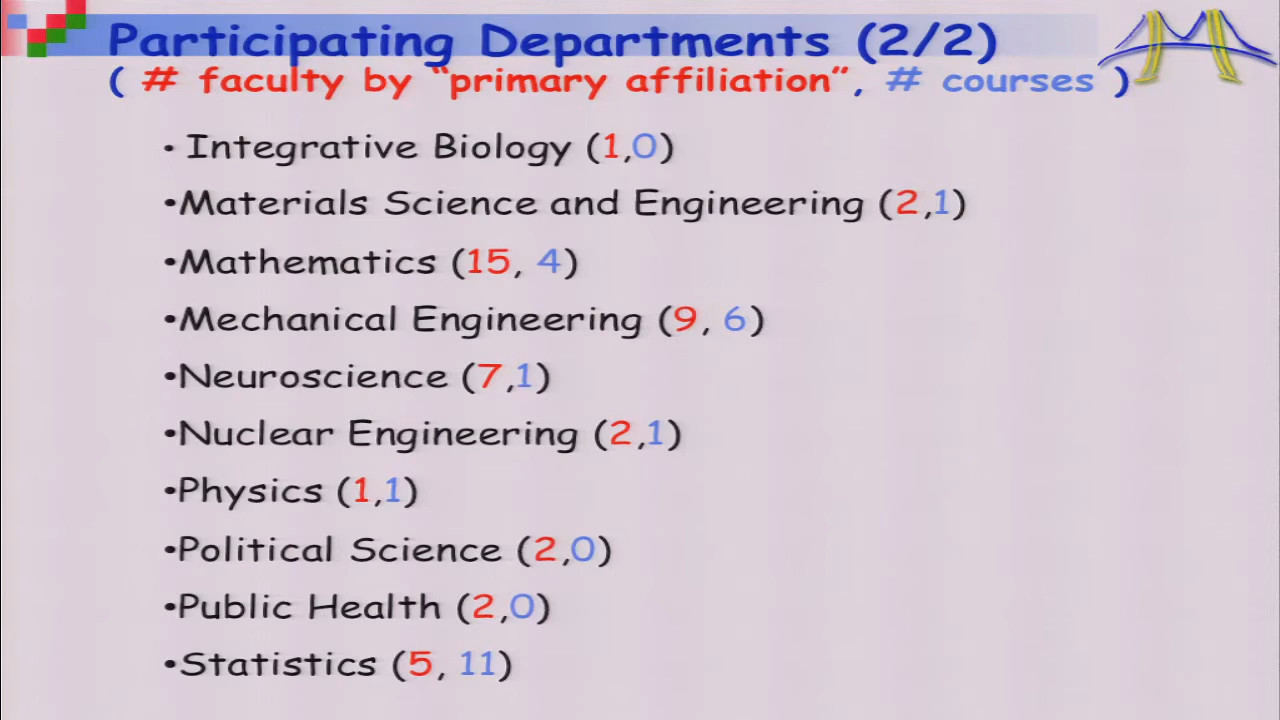 Participating Departments (2/2)
( # faculty by “primary affiliation”, # courses )
• Integrative Biology (1,0)
•Materials Science and Engineering (2,1)
•Mathematics (15, 4)
•Mechanical Engineering (9, 6)
•Neuroscience (7,1)
•Nuclear Engineering (2,1)
•Physics (1,1)
•Political Science (2,0)
•Public Health (2,0)
•Statistics (5, 11)